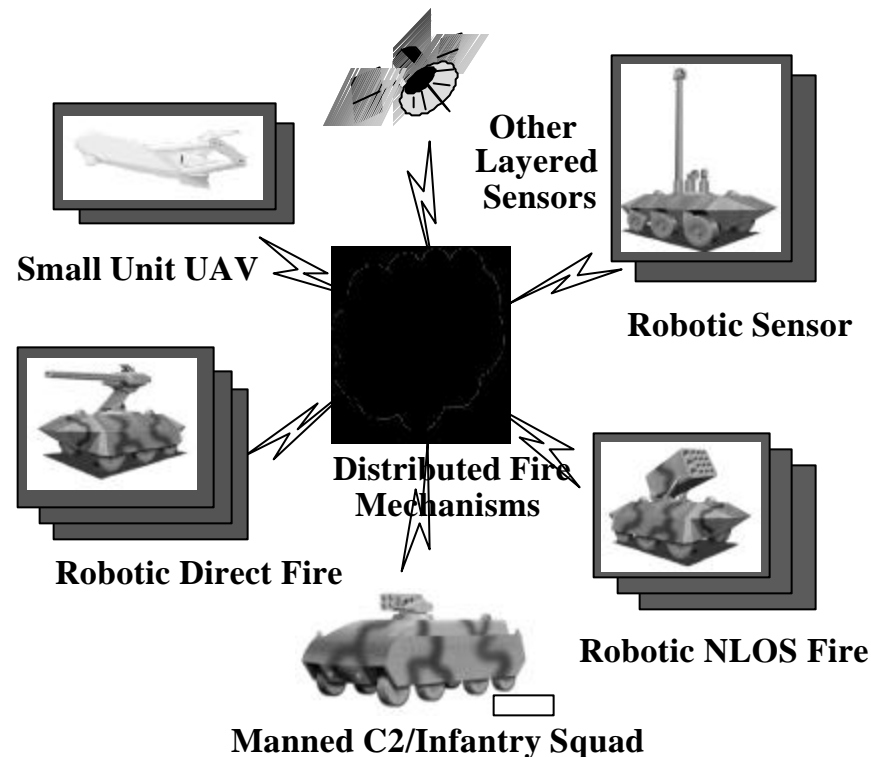 Other
Layered
Sensors
Small Unit UAV
Robotic Sensor
Distributed Fire
Mechanisms
Robotic Direct Fire
Robotic NLOS Fire
Manned C2/Infantry Squad